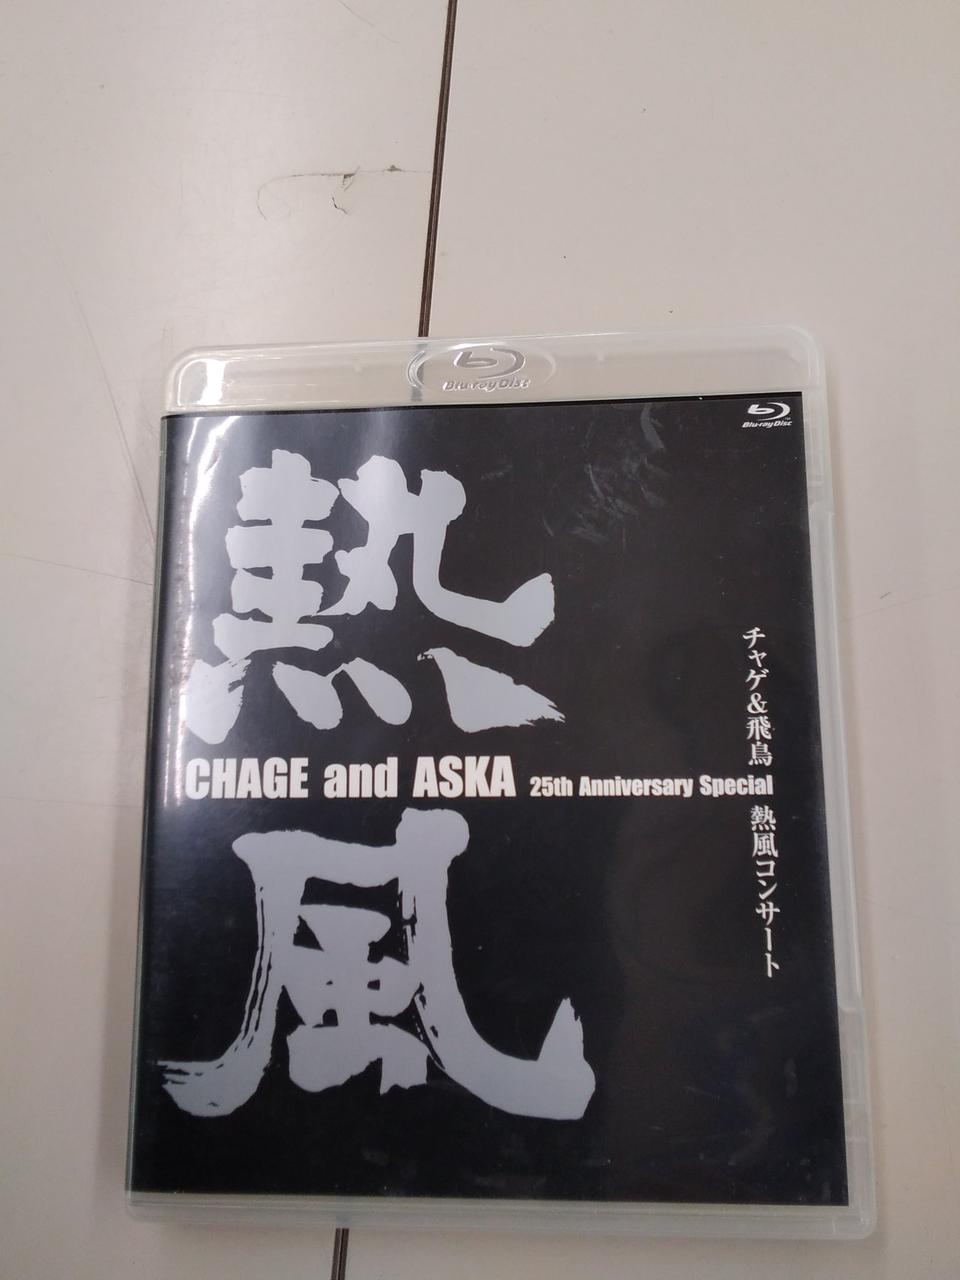 Blu-ray Disc
Blu-ray Disc
熱
風
CHAGE and ASKA 25th Anniversary Special
チャゲ&飛鳥 熱風コンサート